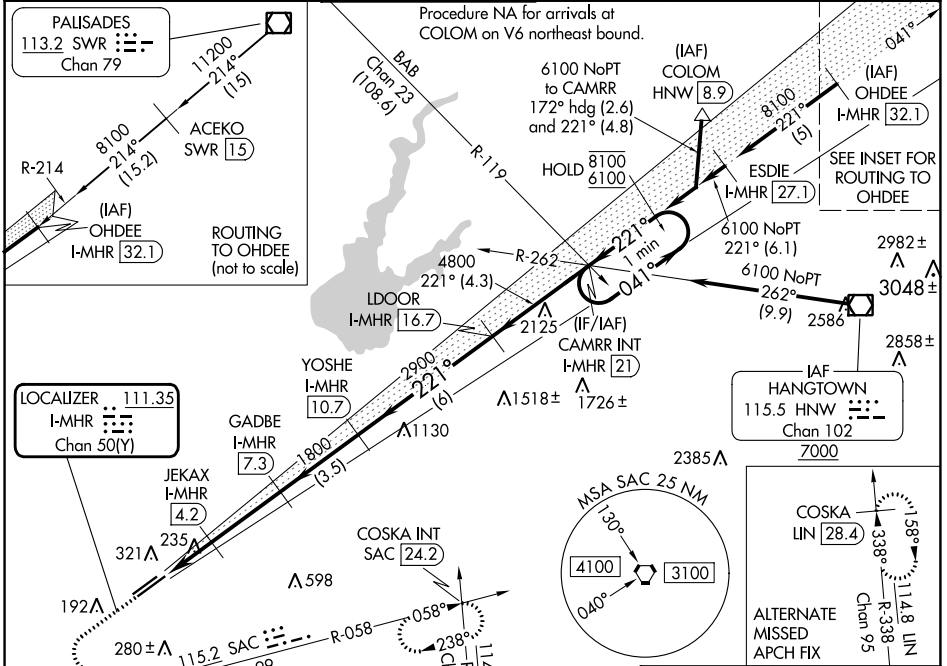 PALISADES
113.2 SWR
Chan 79
11200
214°
(15)
8100
214°
(15.2)
ACEKO
SWR 15
R-214
(IAF)
OHDEE
I-MHR 32.1
ROUTING
TO OHDEE
(not to scale)
Procedure NA for arrivals at
COLOM on V6 northeast bound.
BAB
Chan 23
(108.6)
R-119
6100 NoPT
to CAMRR
172° hdg (2.6)
and 221° (4.8)
(IAF)
COLOM
HNW 8.9
041°
(IAF)
OHDEE
I-MHR 32.1
8100
221°
(5)
HOLD 8100
6100
ESDIE
I-MHR 27.1
SEE INSET FOR
ROUTING TO
OHDEE
6100 NoPT
221° (6.1)
221°
1 min
041°
R-262
6100 NoPT
262°
(9.9)
2982 ±
3048 ±
2586
2858 ±
4800
221° (4.3)
LDOOR
I-MHR 16.7
2125
(IF/IAF)
CAMRR INT
I-MHR 21
IAF
HANGTOWN
115.5 HNW
Chan 102
7000
2900
221°
(6)
YOSHE
I-MHR
10.7
1518 ±
1726 ±
1130
LOCALIZER 111.35
I-MHR
Chan 50(Y)
GADBE
I-MHR
7.3
1800
(3.5)
2385
JEKAX
I-MHR
4.2
321
235
192
280 ±
598
COSKA INT
SAC 24.2
115.2 SAC
R-058
058°
238°
MSA SAC 25 NM
130°
4100
3100
040°
COSKA
LIN 28.4
158°
338°
114.8 LIN
R-338
Chan 95
ALTERNATE
MISSED
APCH FIX